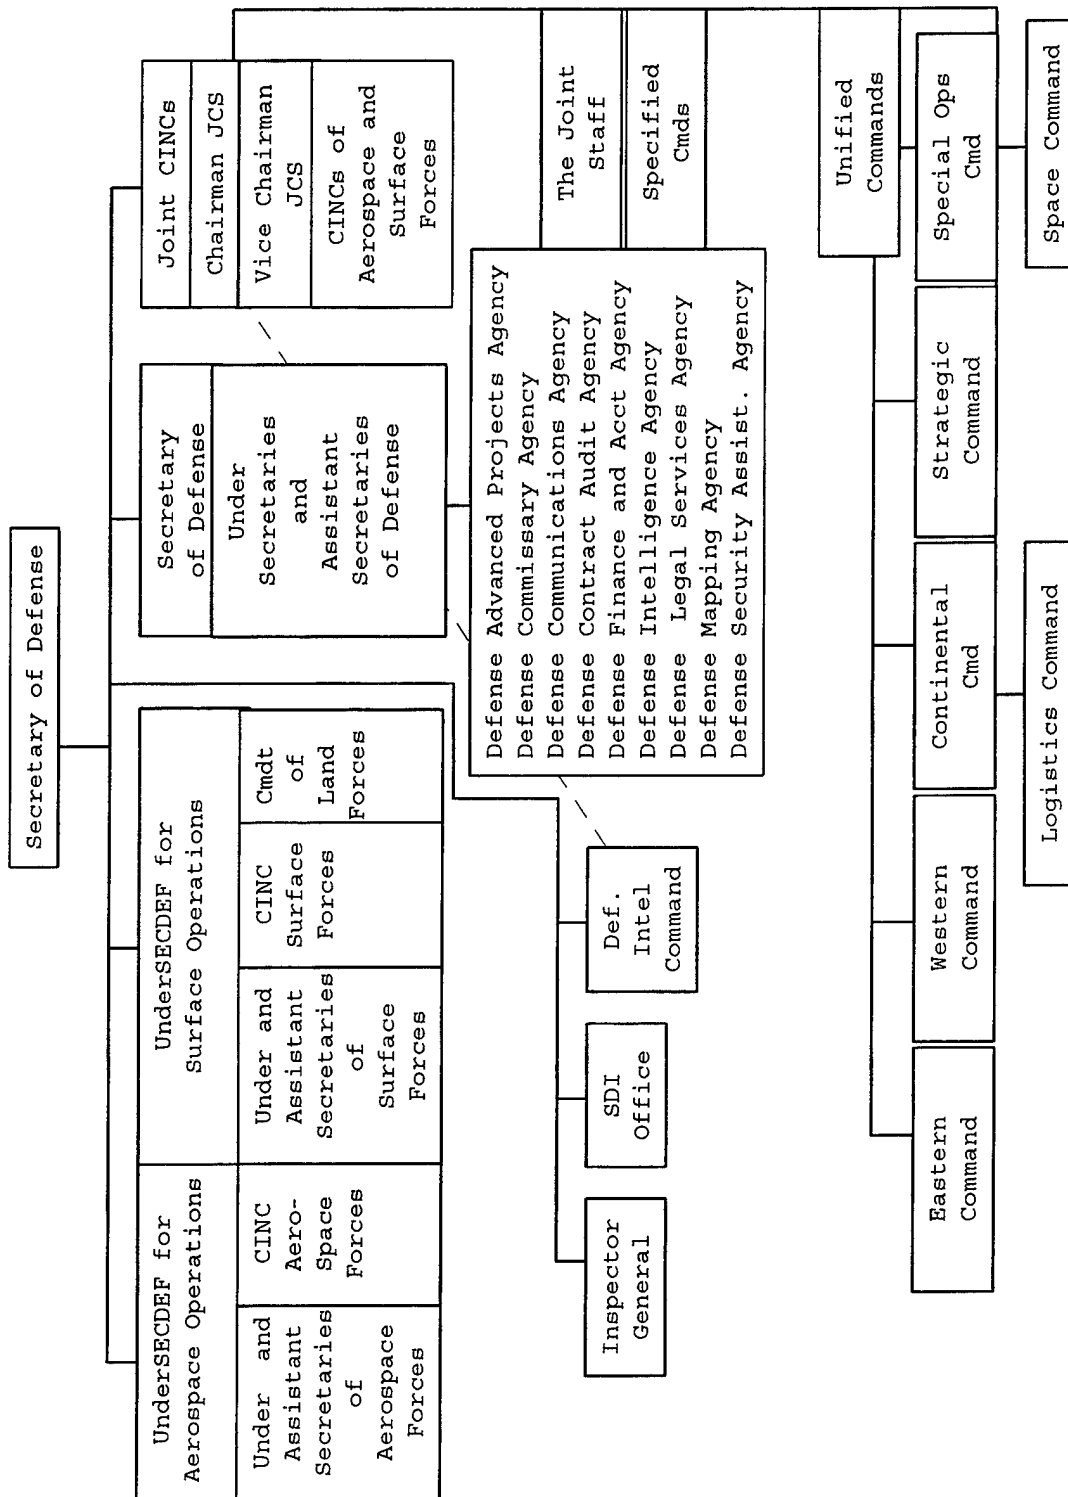 Secretary of Defense
UnderSECDEF for
Aerospace Operations
Under and
Assistant
Secretaries
of
Aerospace
Forces
CINC
Aero-
Space
Forces
UnderSECDEF for
Surface Operations
Under and
Assistant
Secretaries
of
Surface
Forces
CINC
Surface
Forces
Cmdt
of
Land
Forces
Secretary
of Defense
Under
Secretaries
and
Assistant
Secretaries
of Defense
Joint CINCs
Chairman JCS
Vice Chairman
JCS
CINCs of
Aerospace and
Surface
Forces
Defense Advanced Projects Agency
Defense Commissary Agency
Defense Communications Agency
Defense Contract Audit Agency
Defense Finance and Acct Agency
Defense Intelligence Agency
Defense Legal Services Agency
Defense Mapping Agency
Defense Security Assist. Agency
The Joint
Staff
Specified
Cmds
Inspector
General
SDI
Office
Def.
Intel
Command
Unified
Commands
Eastern
Command
Western
Command
Continental
Cmd
Strategic
Command
Special Ops
Cmd
Logistics Command
Space Command